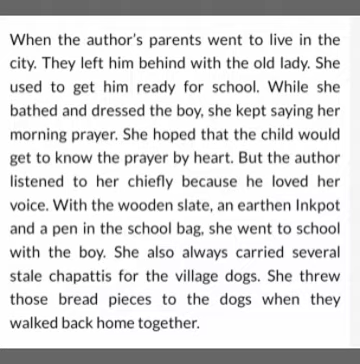 When the author's parents went to live in the
city. They left him behind with the old lady. She
used to get him ready for school. While she
bathed and dressed the boy, she kept saying her
morning prayer. She hoped that the child would
get to know the prayer by heart. But the author
listened to her chiefly because he loved her
voice. With the wooden slate, an earthen Inkpot
and a pen in the school bag, she went to school
with the boy. She also always carried several
stale chapattis for the village dogs. She threw
those bread pieces to the dogs when they
walked back home together.